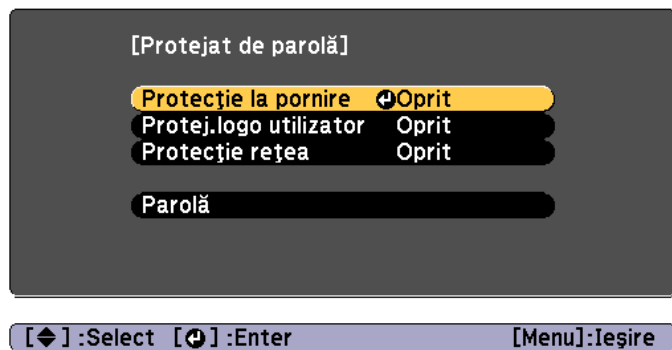 [Protejat de parolă]
Protecţie la pornire Oprit
Protej.logo utilizator Oprit
Protecţie reţea Oprit
Parolă
[◆] :Select [⏎] :Enter [Menu]:Ieşire